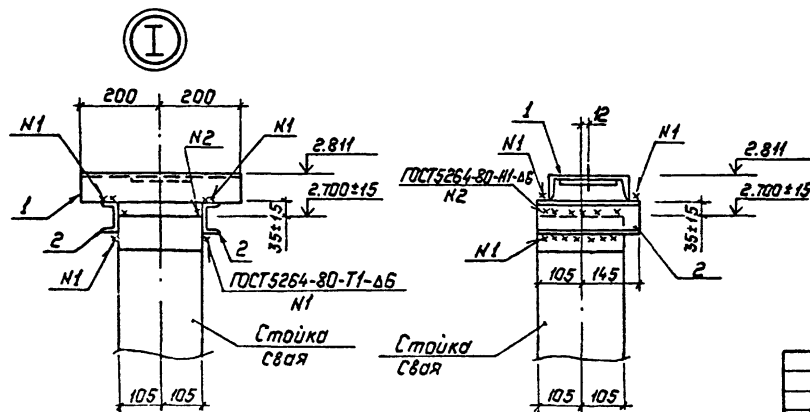 I
200 200
N1
N2
N1
2.811
2.700±15
1
35±15
2
2
N1
ГОСТ5264-80-Т1-Δ6
N1
Стойка
свая
105 105
12
1
N1
N1
2.811
ГОСТ5264-80-Н1-Δ6
N2
2.700±15
35±15
N1
2
105 145
Стойка
свая
105 105